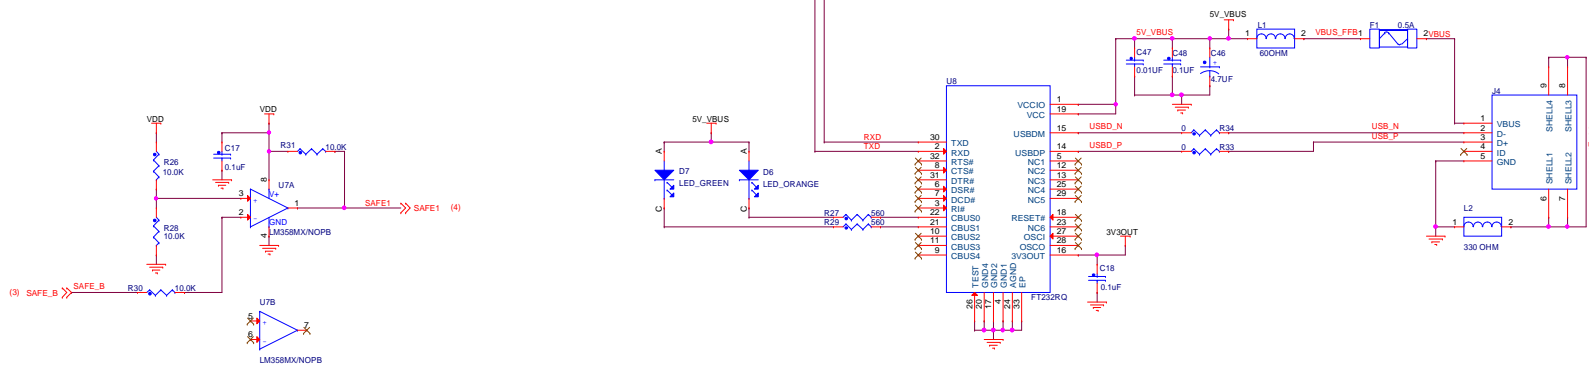 5V_VBUS
5V_VBUS
L1
1
2
60OHM
VBUS_FFB
F1
0.5A
1
2
VBUS
C47
0.01UF
C48
0.1UF
C46
4.7UF
U8
VCCIO
1
VCC
19
USBDM
15
USBD_N
0
R34
USB_N
USBDP
14
USBD_P
0
R33
USB_P
J4
SHELL4
SHELL3
9
8
1
VBUS
2
D-
3
D+
4
ID
5
GND
SHELL1
SHELL2
6
7
L2
1
2
330 OHM
RXD
30
TXD
TXD
2
RXD
32
RTS#
8
CTS#
31
DTR#
6
DSR#
7
DCD#
3
RI#
22
CBUS0
21
CBUS1
10
CBUS2
11
CBUS3
9
CBUS4
NC1
5
NC2
12
NC3
13
NC4
25
NC5
29
RESET#
18
NC6
23
OSCI
27
OSCO
28
3V3OUT
16
3V3OUT
C18
0.1uF
TEST
GND4
GND2
GND1
AGND
EP
26
20
17
4
24
33
FT232RQ
5V_VBUS
A
D7
LED_GREEN
C
A
D6
LED_ORANGE
C
R27
560
R29
560
VDD
VDD
C17
0.1uF
R31
10.0K
R26
10.0K
R28
10.0K
U7A
8
V+
3
+
2
-
1
GND
4
LM358MX/NOPB
SAFE1
SAFE1
(4)
(3)
SAFE_B
SAFE_B
R30
10.0K
U7B
5
+
6
-
7
LM358MX/NOPB